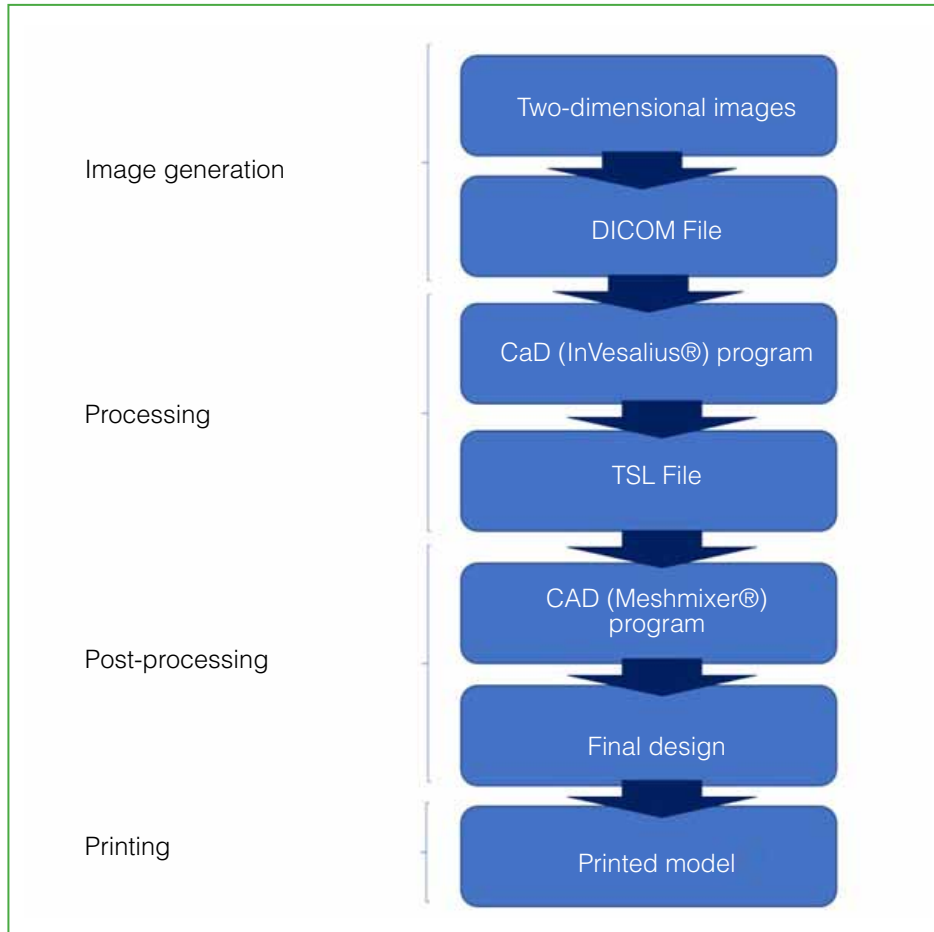 Image generation
Two-dimensional images
DICOM File
Processing
CaD (InVesalius®) program
TSL File
Post-processing
CAD (Meshmixer®)
program
Final design
Printing
Printed model